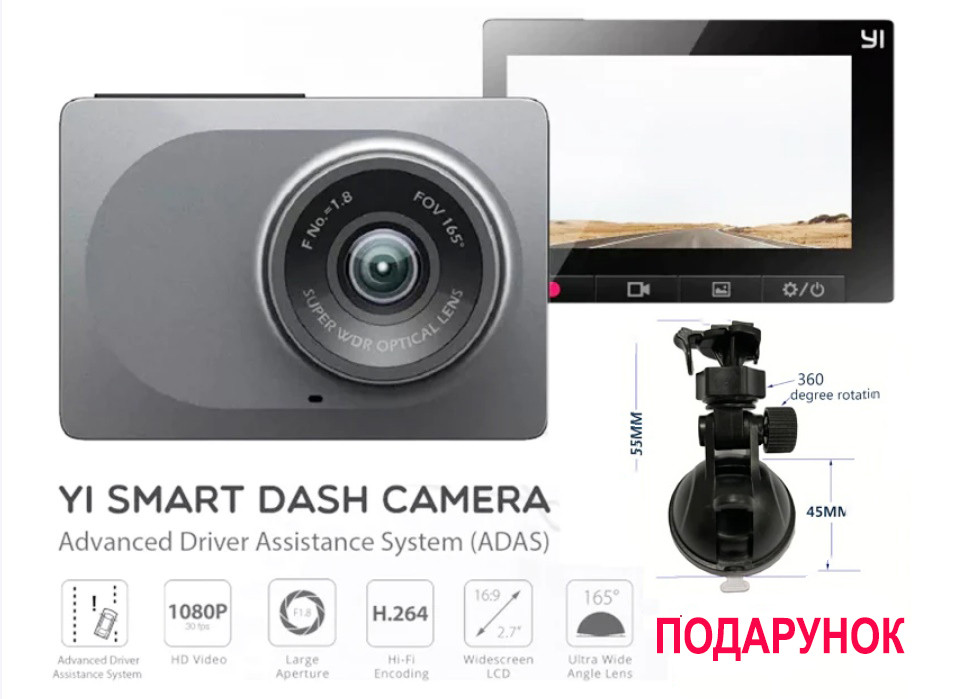 YI
F No.=1.8
FOV 165°
SUPER WDR OPTICAL LENS
360
degree rotatin
55MM
45MM
YI SMART DASH CAMERA
Advanced Driver Assistance System (ADAS)
!
1080P
30 fps
F1.8
H.264
16:9
2.7"
165°
Advanced Driver
Assistance System
HD Video
Large
Aperture
Hi-Fi
Encoding
Widescreen
LCD
Ultra Wide
Angle Lens
ПОДАРУНОК